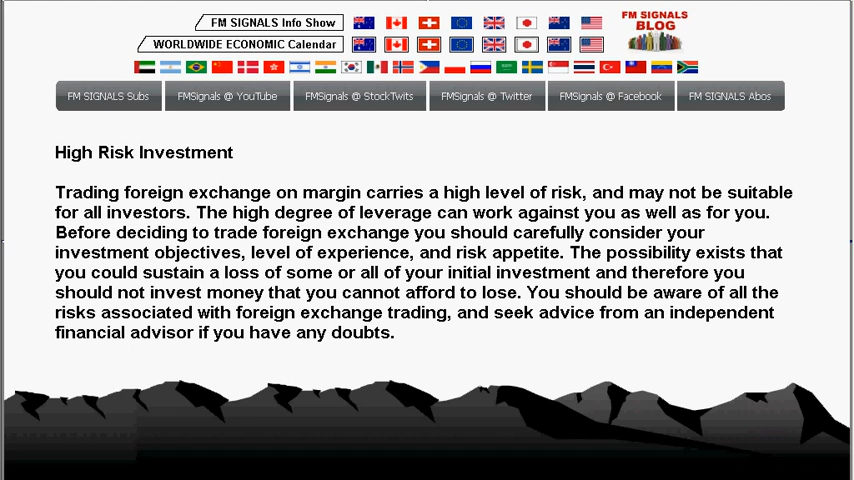 FM SIGNALS Info Show
FM SIGNALS
BLOG
WORLDWIDE ECONOMIC Calendar
FM SIGNALS Subs
FMSignals @ YouTube
FMSignals @ StockTwits
FMSignals @ Twitter
FMSignals @ Facebook
FM SIGNALS Abos
High Risk Investment
Trading foreign exchange on margin carries a high level of risk, and may not be suitable
for all investors. The high degree of leverage can work against you as well as for you.
Before deciding to trade foreign exchange you should carefully consider your
investment objectives, level of experience, and risk appetite. The possibility exists that
you could sustain a loss of some or all of your initial investment and therefore you
should not invest money that you cannot afford to lose. You should be aware of all the
risks associated with foreign exchange trading, and seek advice from an independent
financial advisor if you have any doubts.